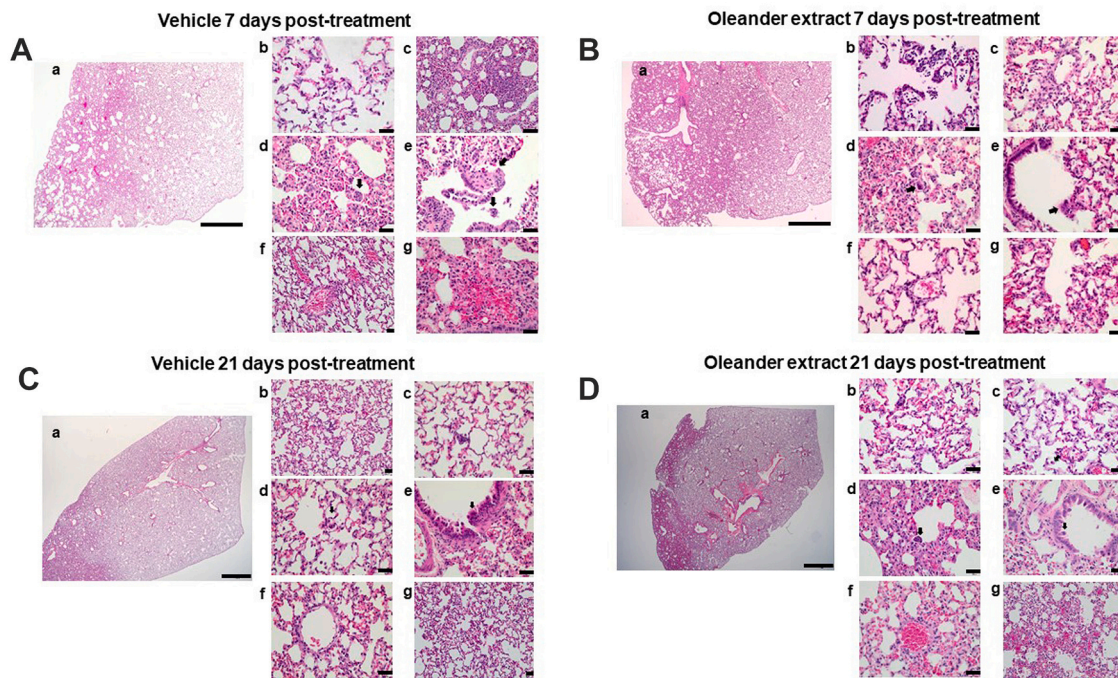 Vehicle 7 days post-treatment
A
a
b
c
d
e
f
g
Oleander extract 7 days post-treatment
B
a
b
c
d
e
f
g
Vehicle 21 days post-treatment
C
a
b
c
d
e
f
g
Oleander extract 21 days post-treatment
D
a
b
c
d
e
f
g